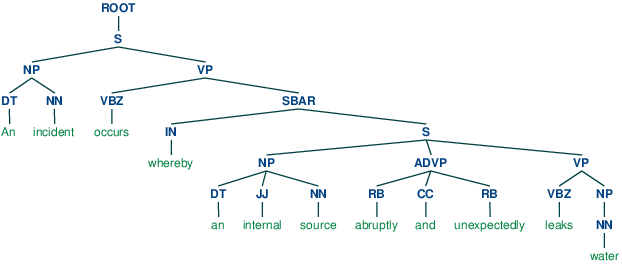 ROOT
S
NP VP
DT NN VBZ SBAR
An incident occurs IN S
whereby NP ADVP VP
DT JJ NN RB CC RB VBZ NP
an internal source abruptly and unexpectedly leaks NN
water